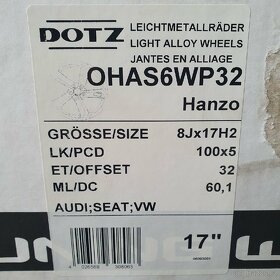 DOTZ
LEICHTMETALLRÄDER
LIGHT ALLOY WHEELS
JANTES EN ALLIAGE
OHAS6WP32
Hanzo
GRÖSSE/SIZE 8Jx17H2
LK/PCD 100x5
ET/OFFSET 32
ML/DC 60,1
AUDI;SEAT;VW
17"